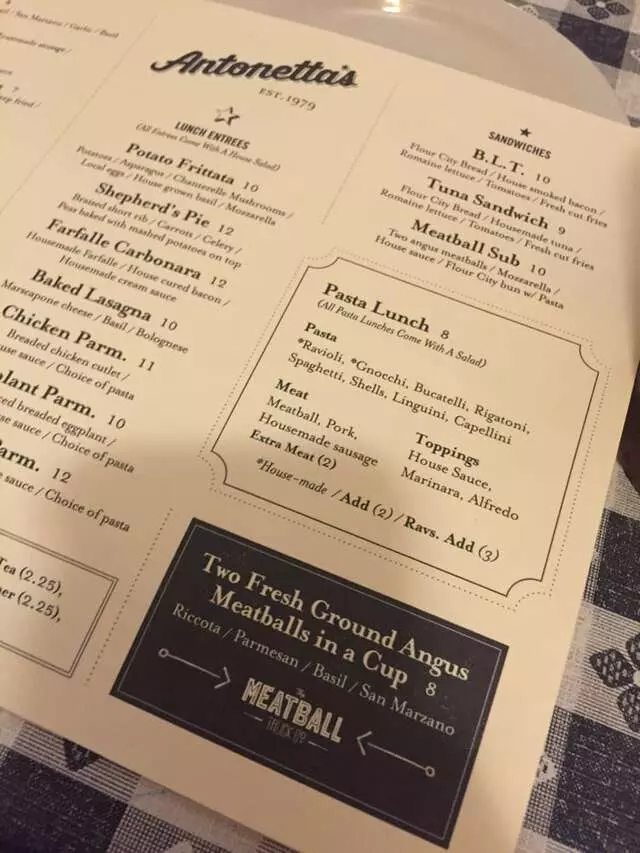 San Marzano / Garlic / Basil
Antonetta's
EST. 1979
LUNCH ENTREES
(All Entrees Come With A House Salad)
Potato Frittata 10
Potatoes / Asparagus / Chanterelle Mushrooms /
Local eggs / House grown basil / Mozzarella
Shepherd's Pie 12
Braised short rib / Carrots / Celery /
Peas baked with mashed potatoes on top
Farfalle Carbonara 12
Housemade Farfalle / House cured bacon /
Housemade cream sauce
Baked Lasagna 10
Marscapone cheese / Basil / Bolognese
Chicken Parm. 11
Breaded chicken cutlet /
sauce / Choice of pasta
Parm. 10
breaded eggplant /
sauce / Choice of pasta
12
sauce / Choice of pasta
Tea (2.25),
(2.25),
SANDWICHES
B.L.T. 10
Flour City Bread / House smoked bacon /
Romaine lettuce / Tomatoes / Fresh cut fries
Tuna Sandwich 9
Flour City Bread / Housemade tuna /
Romaine lettuce / Tomatoes / Fresh cut fries
Meatball Sub 10
Two angus meatballs / Mozzarella /
House sauce / Flour City bun w/ Pasta
Pasta Lunch 8
(All Pasta Lunches Come With A Salad)
Pasta
*Ravioli, *Gnocchi, Bucatelli, Rigatoni,
Spaghetti, Shells, Linguini, Capellini
Meat
Meatball, Pork,
Housemade sausage
Extra Meat (2)
Toppings
House Sauce,
Marinara, Alfredo
*House-made / Add (2) / Ravs. Add (3)
Two Fresh Ground Angus
Meatballs in a Cup 8
Riccota / Parmesan / Basil / San Marzano
The
MEATBALL
TRUCK CO